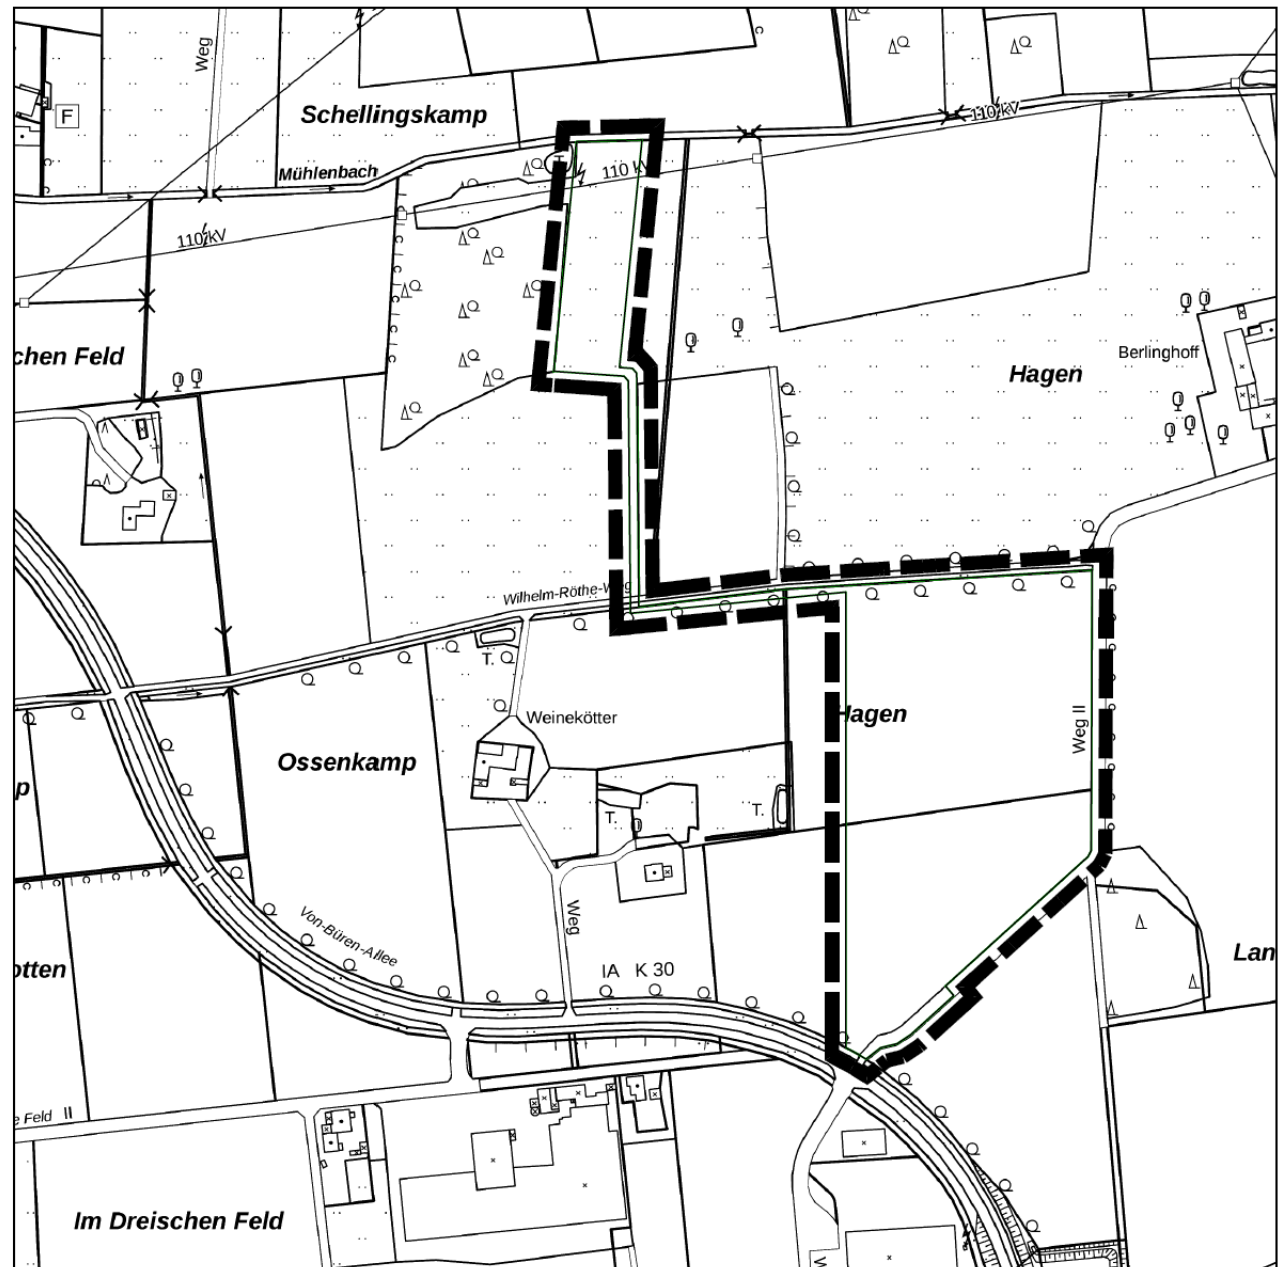 Weg
F
Schellingskamp
110 kV
Mühlenbach
110 k
110 kV
chen Feld
Berlinghoff
Hagen
Wilhelm-Röthe-Weg
T.
Weinekötter
Hagen
Weg II
Ossenkamp
p
T.
T.
Von-Büren-Allee
Weg
otten
Lan
IA K 30
e Feld II
Im Dreischen Feld
W